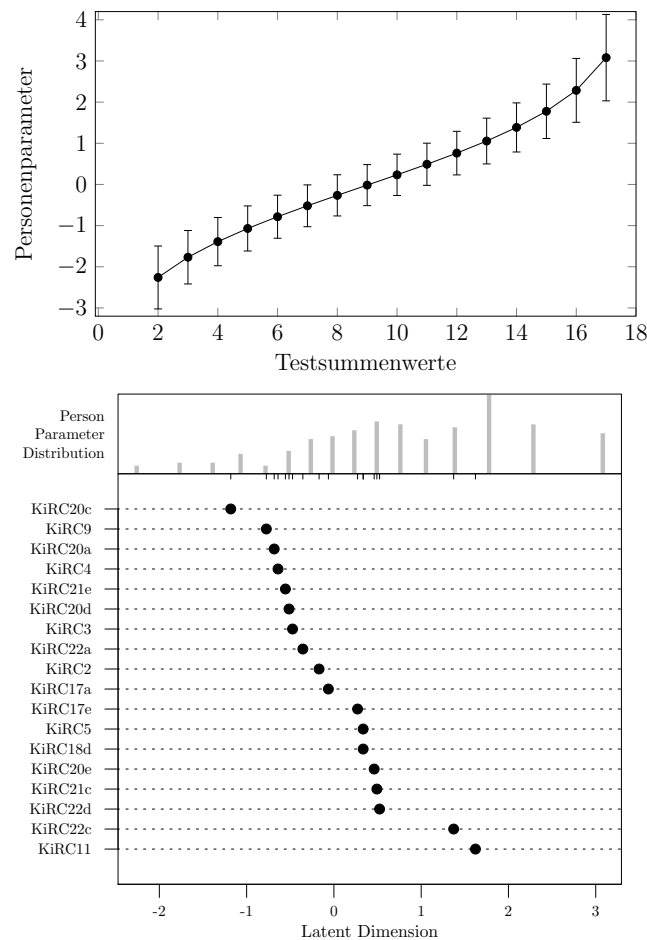 4
3
2
1
0
−1
−2
−3
Personenparameter
0 2 4 6 8 10 12 14 16 18
Testsummenwerte
Person
Parameter
Distribution
KiRC20c
KiRC9
KiRC20a
KiRC4
KiRC21e
KiRC20d
KiRC3
KiRC22a
KiRC2
KiRC17a
KiRC17e
KiRC5
KiRC18d
KiRC20e
KiRC21c
KiRC22d
KiRC22c
KiRC11
-2 -1 0 1 2 3
Latent Dimension